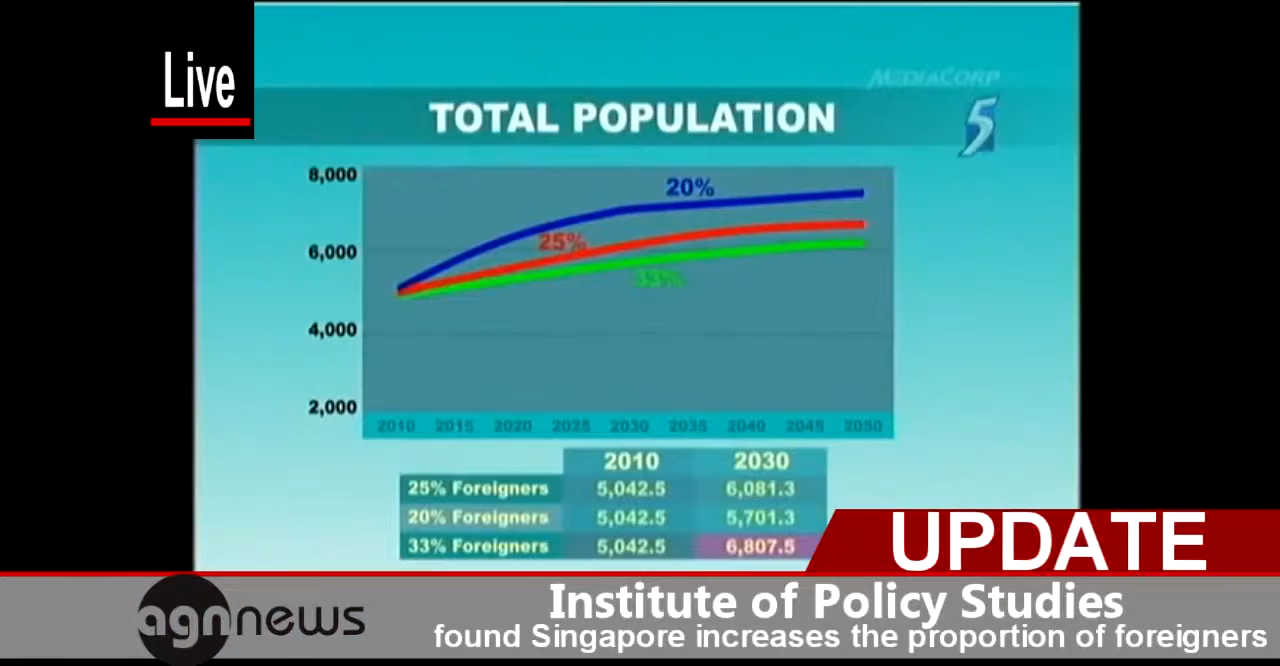 Live
MEDIACORP
5
TOTAL POPULATION
8,000
6,000
4,000
2,000
20%
25%
33%
2010 2015 2020 2025 2030 2035 2040 2045 2050
2010 2030
25% Foreigners 5,042.5 6,081.3
20% Foreigners 5,042.5 5,701.3
33% Foreigners 5,042.5 6,807.5
UPDATE
agnnews
Institute of Policy Studies
found Singapore increases the proportion of foreigners